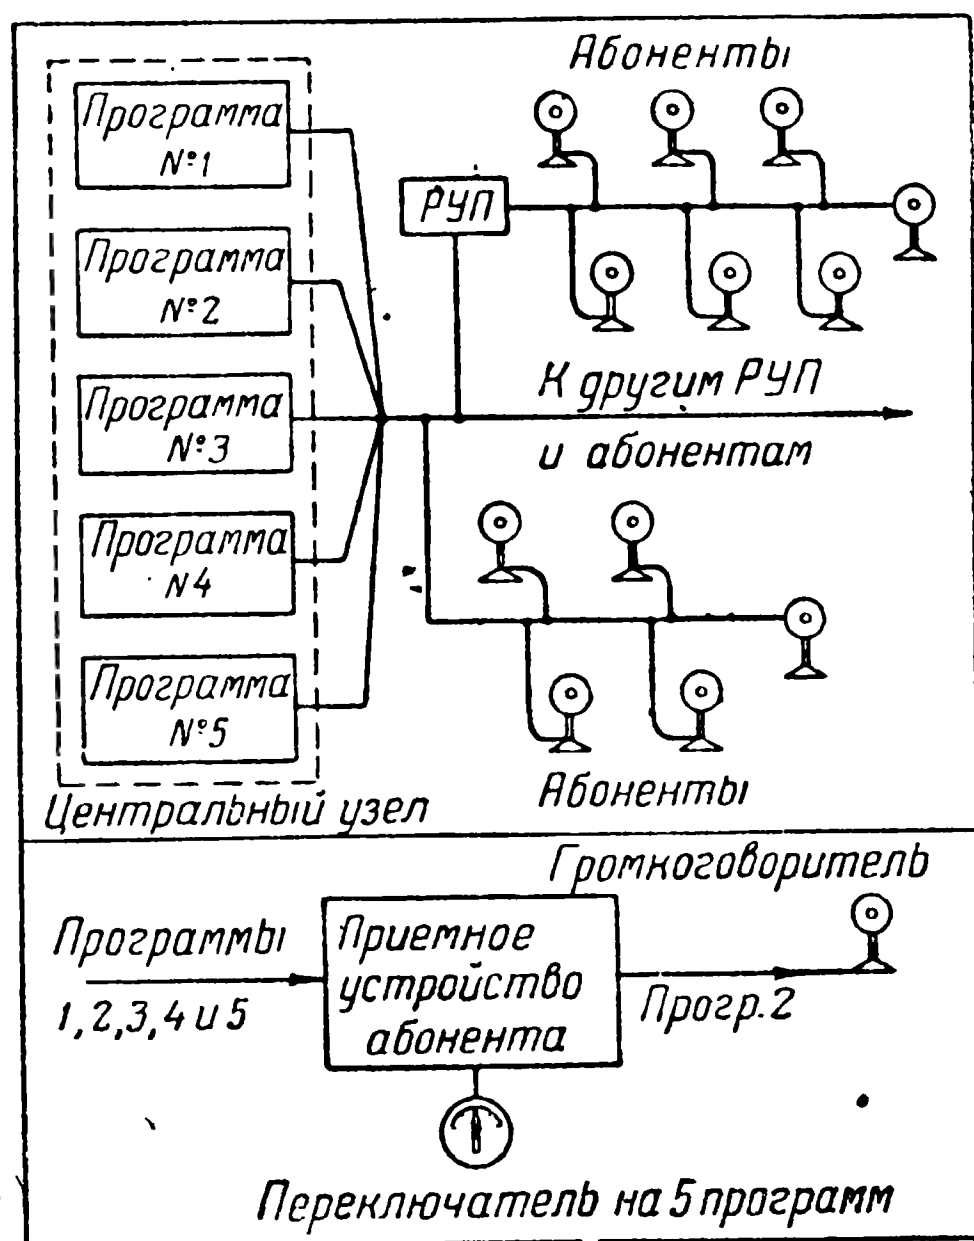 Абоненты
Программа
№1
РУП
Программа
№2
Программа
№3
К другим РУП
и абонентам
Программа
N4
Программа
№5
Абоненты
Центральный узел
Громкоговоритель
Программы
1, 2, 3, 4 и 5
Приемное
устройство
абонента
Прогр. 2
Переключатель на 5 программ